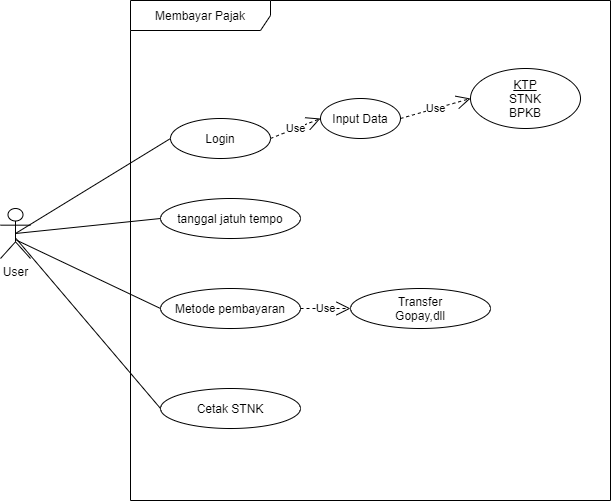 Membayar Pajak
KTP
STNK
BPKB
Use
Input Data
Use
Login
tanggal jatuh tempo
User
Metode pembayaran
Use
Transfer
Gopay,dll
Cetak STNK